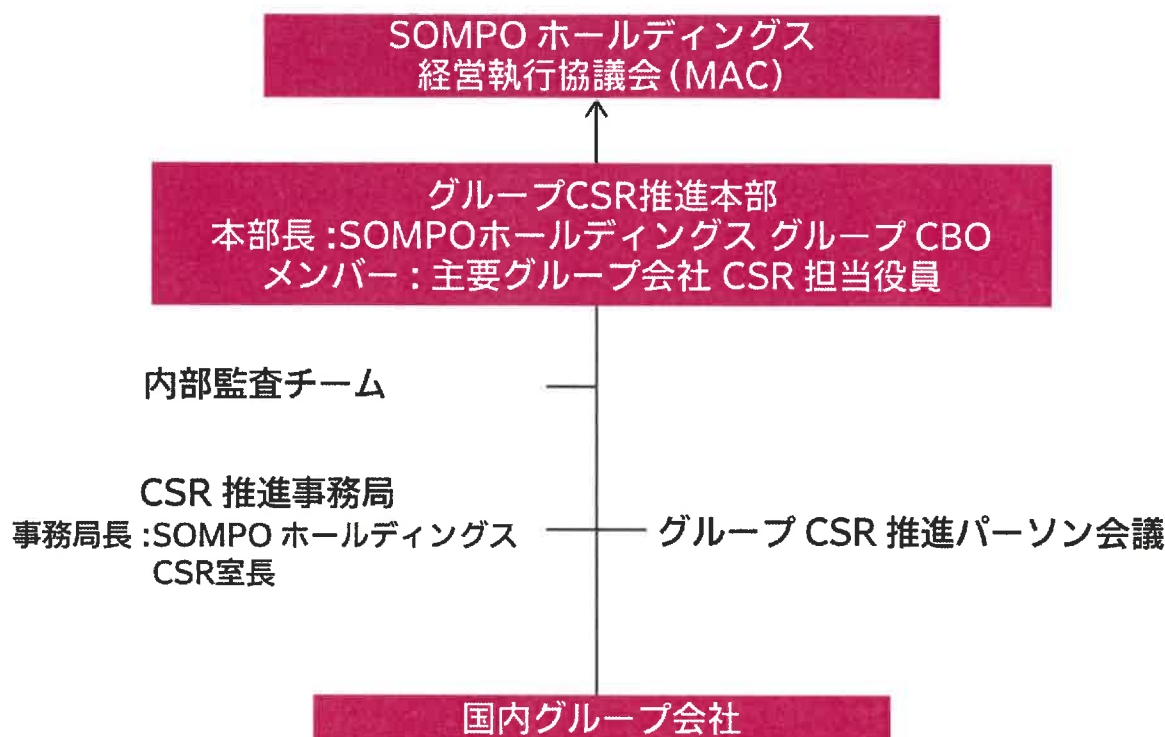 SOMPO ホールディングス
経営執行協議会(MAC)
グループCSR推進本部
本部長:SOMPOホールディングス グループ CBO
メンバー:主要グループ会社 CSR 担当役員
内部監査チーム
CSR 推進事務局
事務局長:SOMPO ホールディングス
CSR室長
グループ CSR 推進パーソン会議
国内グループ会社